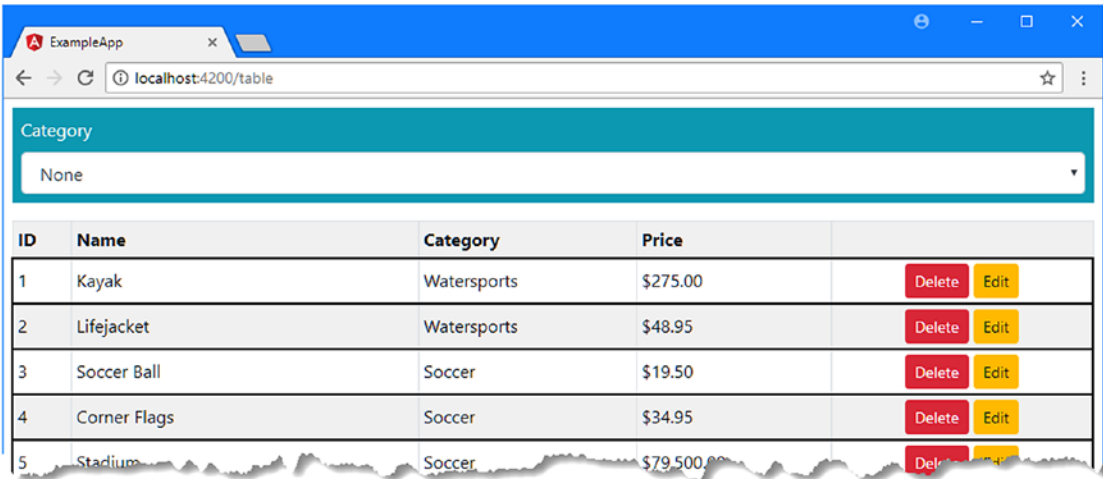 ExampleApp
localhost:4200/table
Category
None
ID Name Category Price
1 Kayak Watersports $275.00 Delete Edit
2 Lifejacket Watersports $48.95 Delete Edit
3 Soccer Ball Soccer $19.50 Delete Edit
4 Corner Flags Soccer $34.95 Delete Edit
5 Stadium Soccer